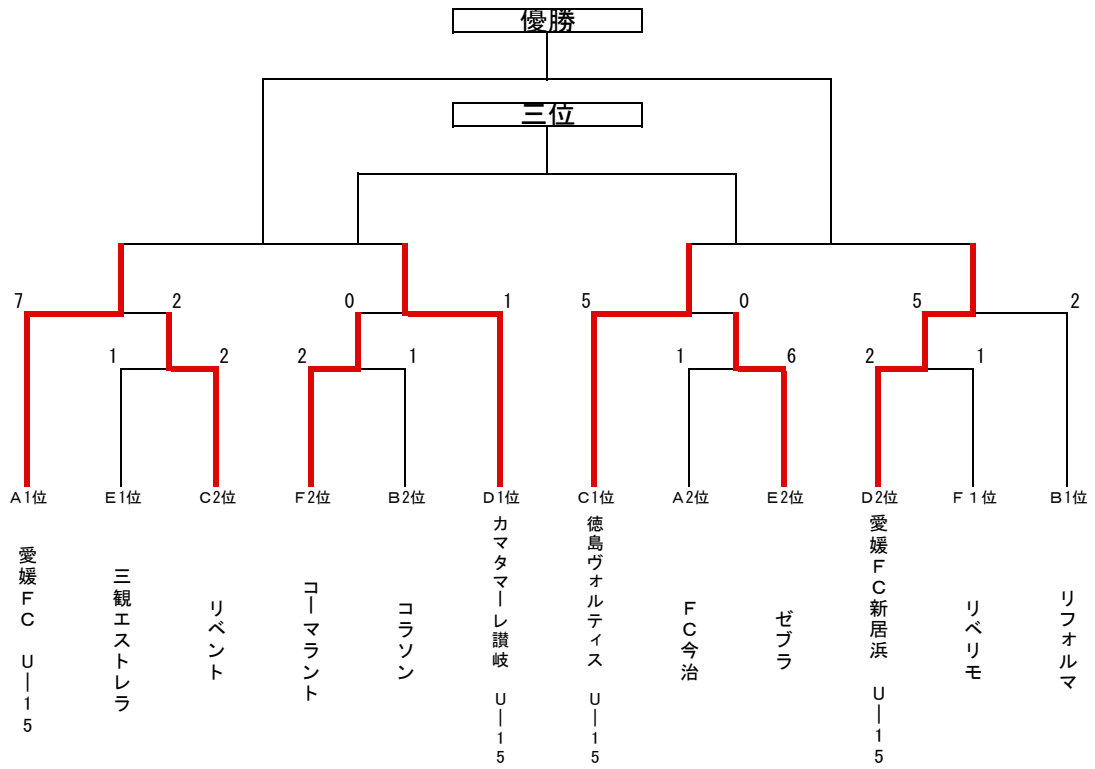 優勝
三位
7 2 0 1 5 0 5 2
1 2 2 1 1 6 2 1
A1位 E1位 C2位 F2位 B2位 D1位 C1位 A2位 E2位 D2位 F1位 B1位
愛媛FC U―15
三観エストレラ
リベント
コーマラント
コラソン
カマタマーレ讃岐 U―15
徳島ヴォルティス U―15
FC今治
ゼブラ
愛媛FC新居浜 U―15
リベリモ
リフォルマ